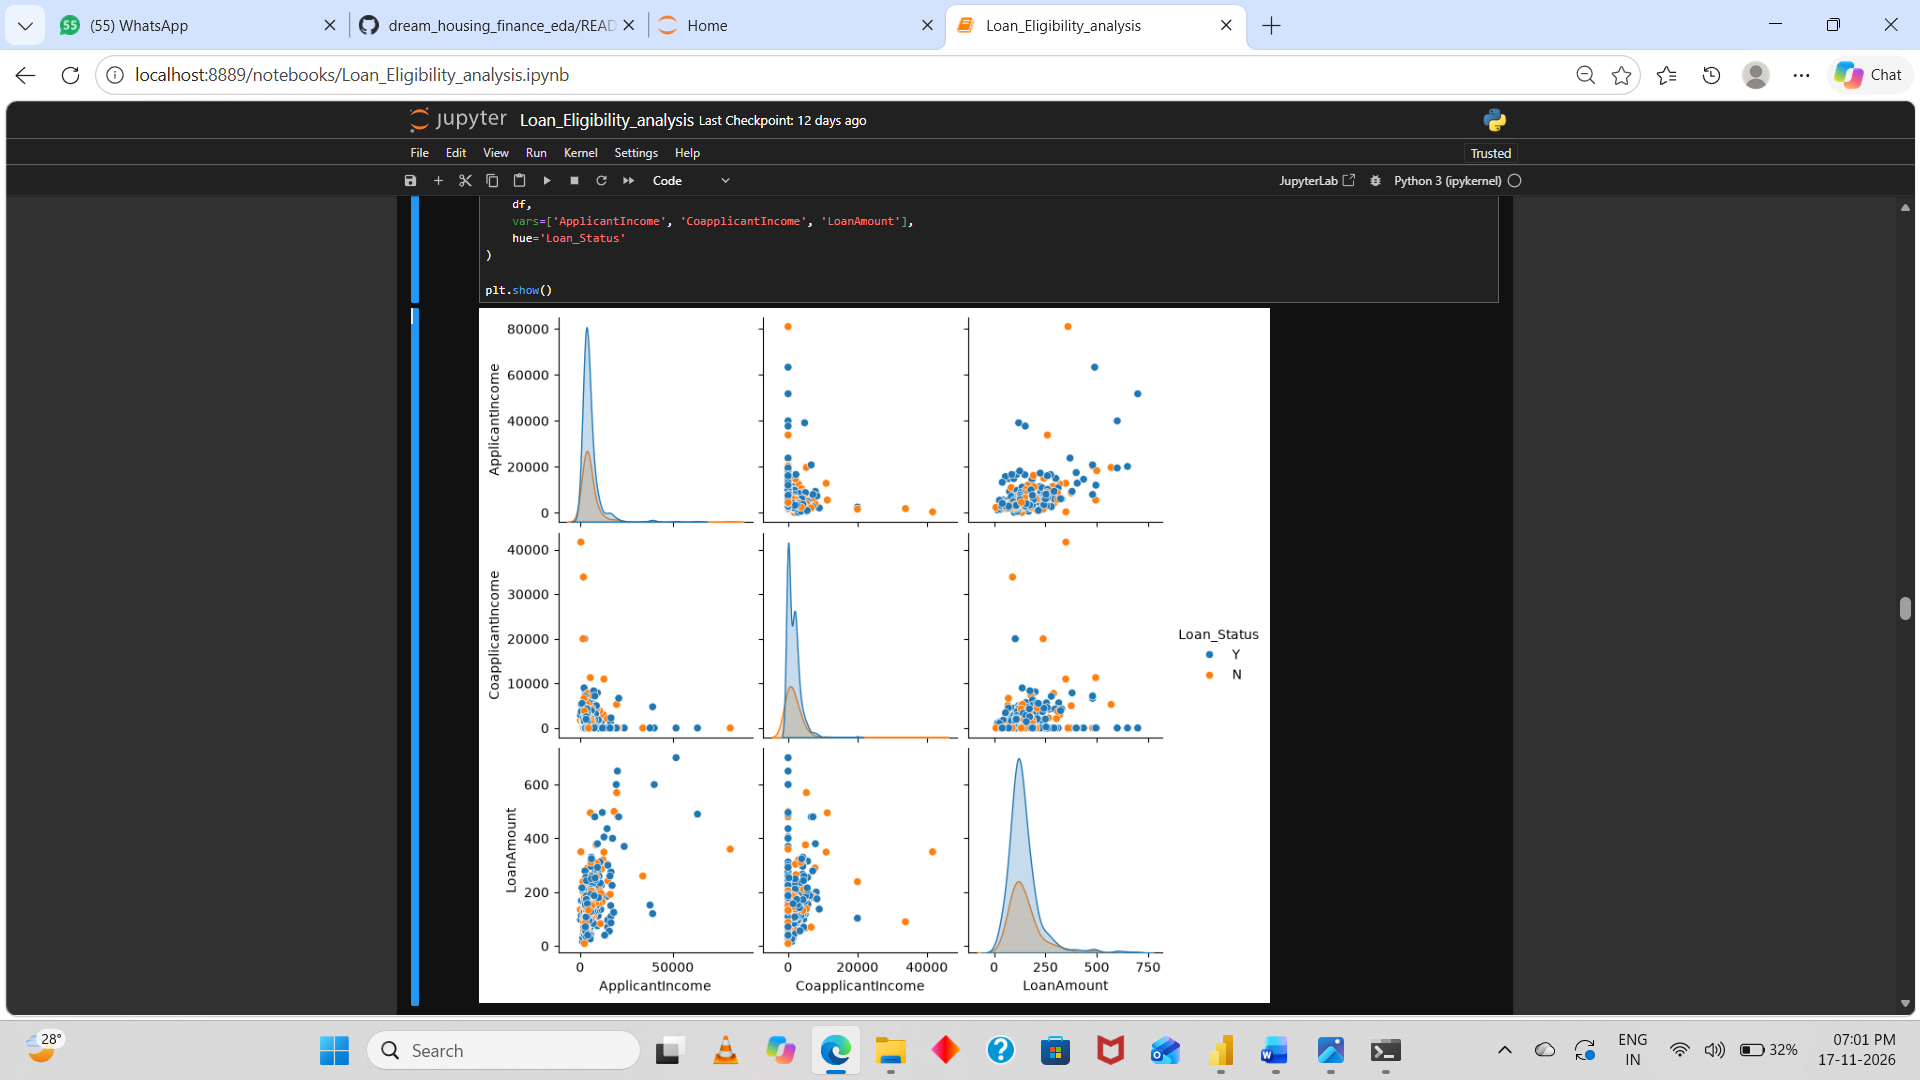 55 (55) WhatsApp
dream_housing_finance_eda/READ
Home
Loan_Eligibility_analysis
localhost:8889/notebooks/Loan_Eligibility_analysis.ipynb
Chat
jupyter Loan_Eligibility_analysis Last Checkpoint: 12 days ago
File Edit View Run Kernel Settings Help
Trusted
Code
JupyterLab
Python 3 (ipykernel)
df,
vars=['ApplicantIncome', 'CoapplicantIncome', 'LoanAmount'],
hue='Loan_Status'
)
plt.show()
80000
60000
40000
20000
0
ApplicantIncome
40000
30000
20000
10000
0
CoapplicantIncome
Loan_Status
Y
N
600
400
200
0
LoanAmount
0 50000
ApplicantIncome
0 20000 40000
CoapplicantIncome
0 250 500 750
LoanAmount
28°
Search
ENG
IN
32%
07:01 PM
17-11-2026